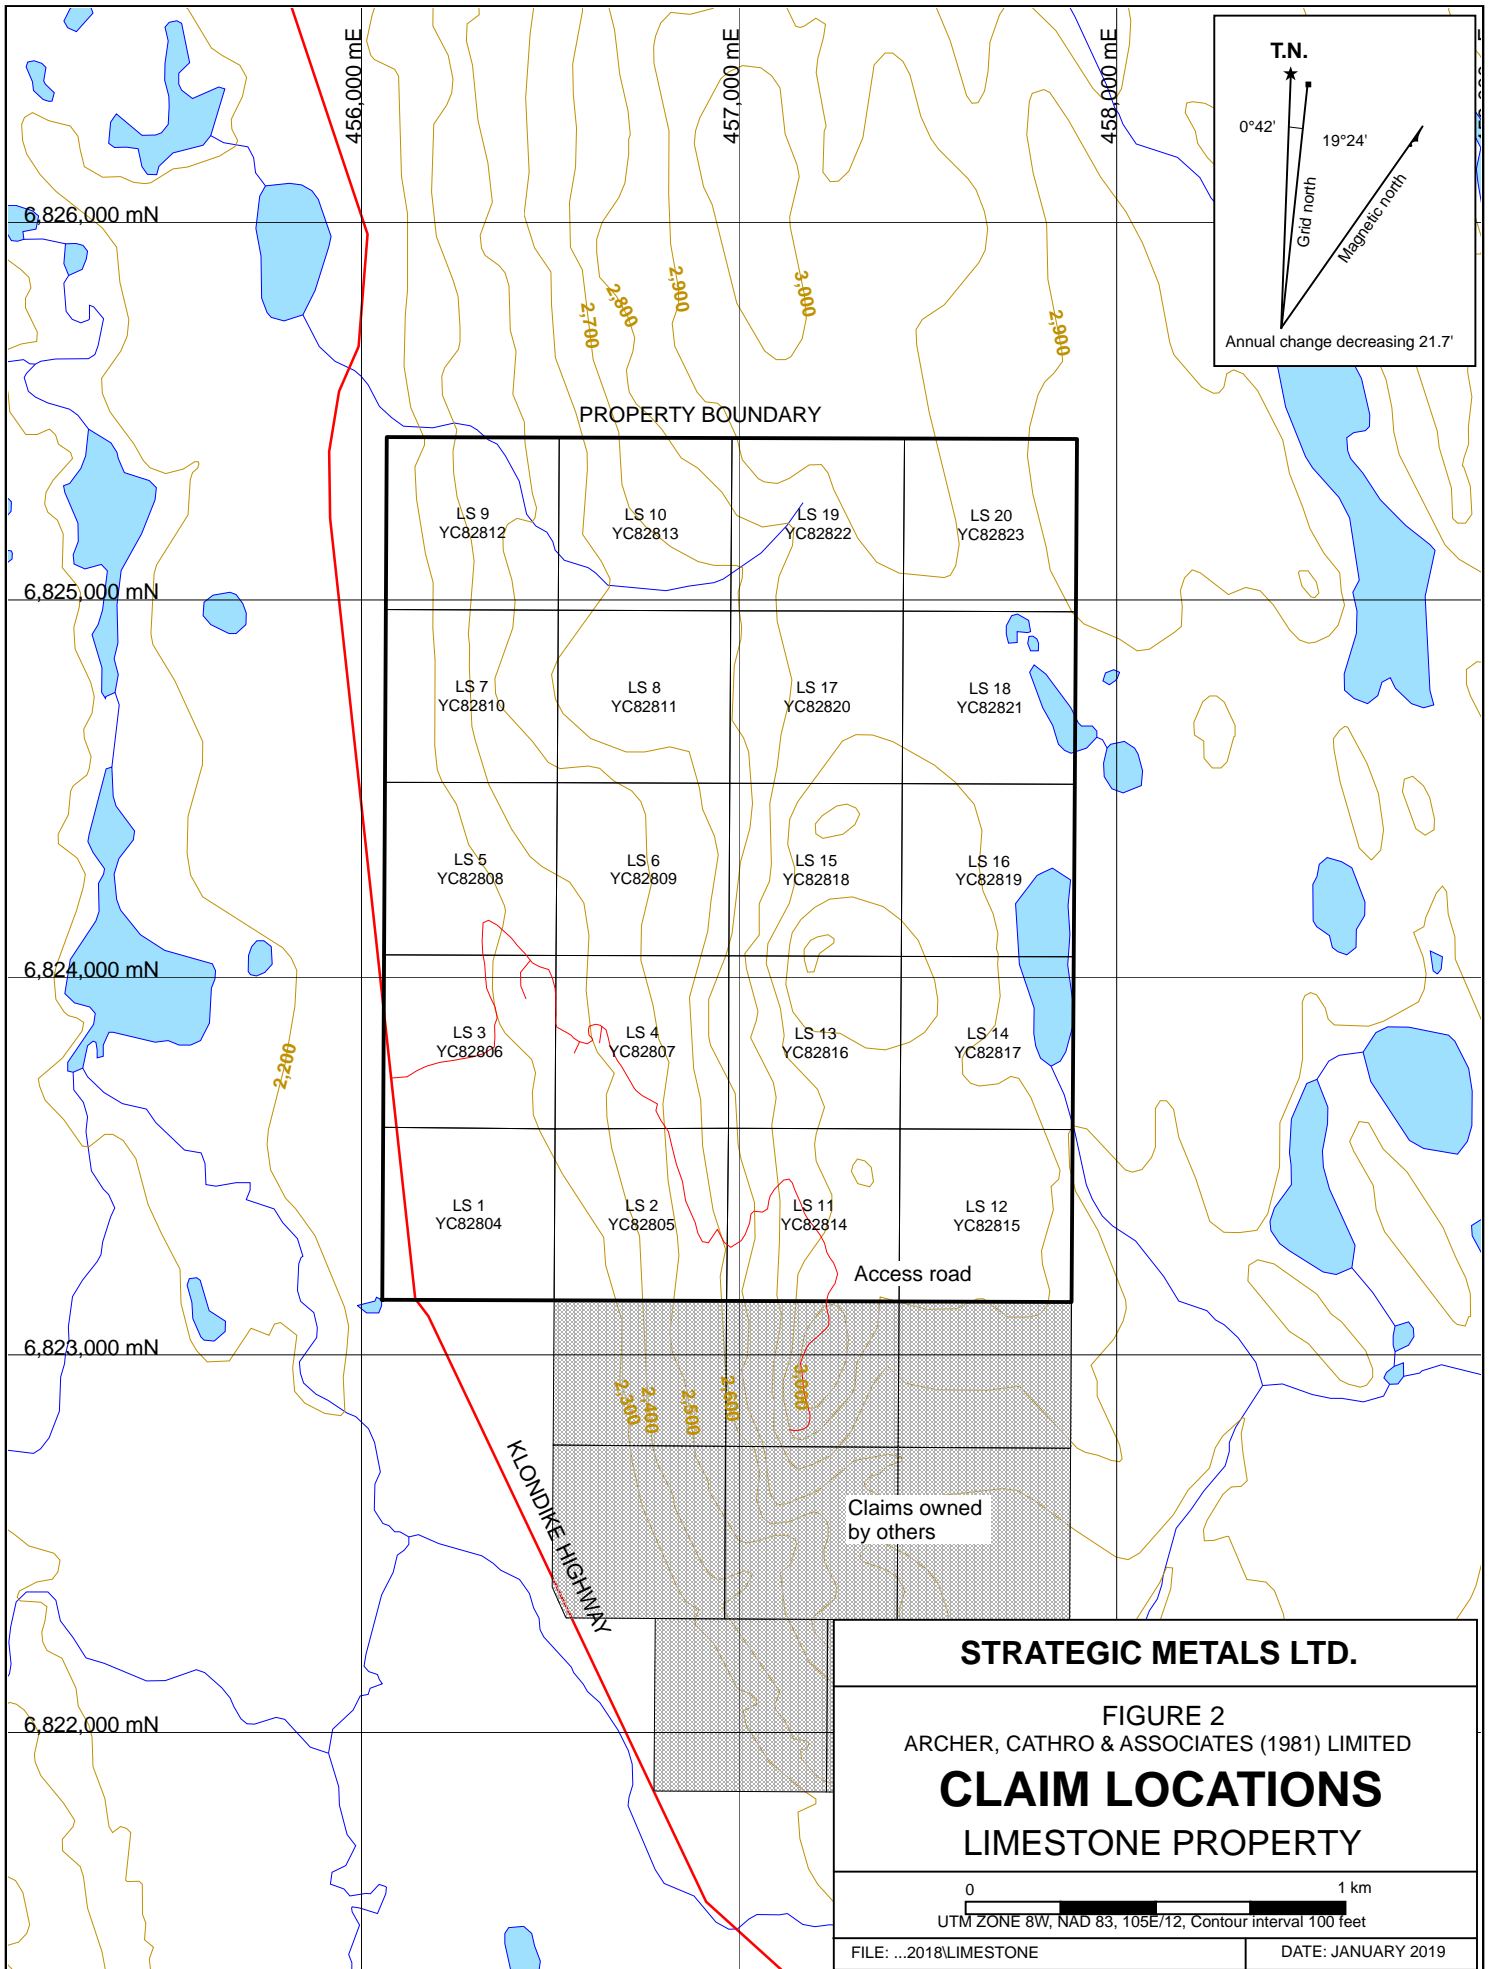 456,000 mE
457,000 mE
458,000 mE
T.N.
0°42'
19°24'
Grid north
Magnetic north
Annual change decreasing 21.7'
6,826,000 mN
2,700
2,800
2,900
3,000
2,900
PROPERTY BOUNDARY
LS 9
YC82812
LS 10
YC82813
LS 19
YC82822
LS 20
YC82823
6,825,000 mN
LS 7
YC82810
LS 8
YC82811
LS 17
YC82820
LS 18
YC82821
LS 5
YC82808
LS 6
YC82809
LS 15
YC82818
LS 16
YC82819
6,824,000 mN
2,200
LS 3
YC82806
LS 4
YC82807
LS 13
YC82816
LS 14
YC82817
LS 1
YC82804
LS 2
YC82805
LS 11
YC82814
LS 12
YC82815
Access road
6,823,000 mN
2,300
2,400
2,500
2,600
3,000
KLONDIKE HIGHWAY
Claims owned
by others
6,822,000 mN
STRATEGIC METALS LTD.
FIGURE 2
ARCHER, CATHRO & ASSOCIATES (1981) LIMITED
CLAIM LOCATIONS
LIMESTONE PROPERTY
0
1 km
UTM ZONE 8W, NAD 83, 105E/12, Contour interval 100 feet
FILE: ...2018\LIMESTONE
DATE: JANUARY 2019